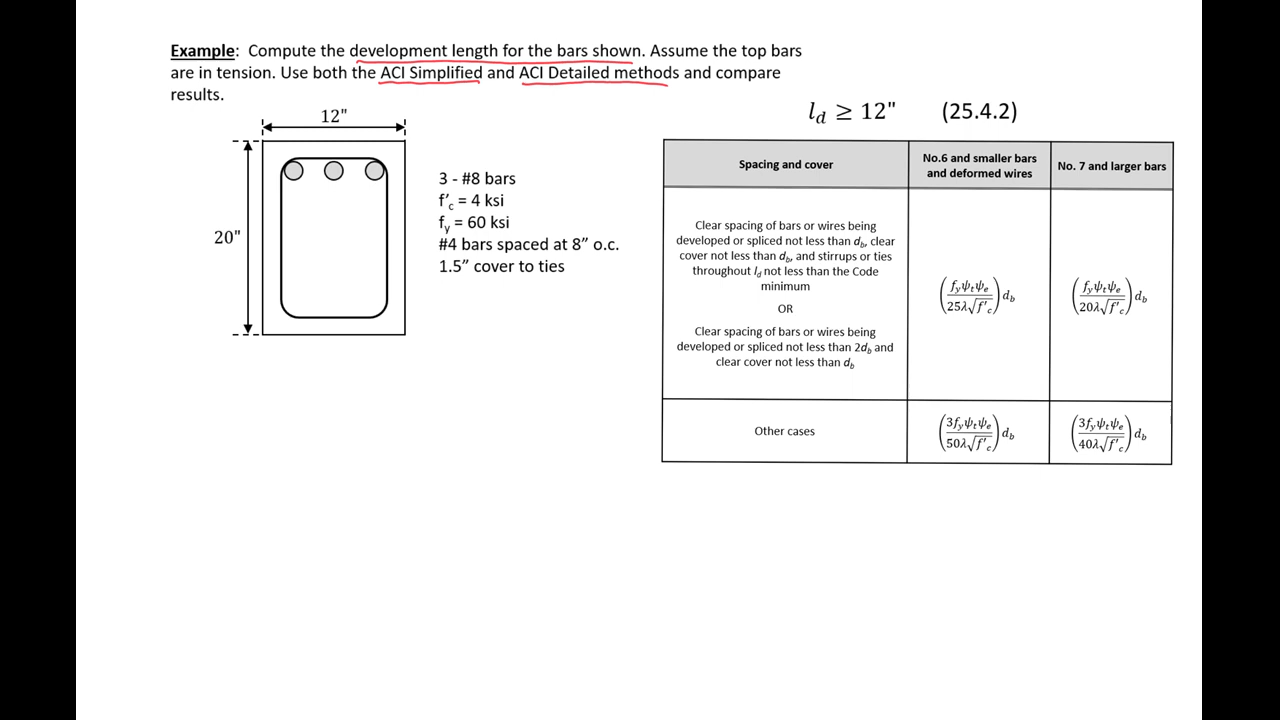 Example: Compute the development length for the bars shown. Assume the top bars
are in tension. Use both the ACI Simplified and ACI Detailed methods and compare
results.
12"
20"
3 - #8 bars
f'c = 4 ksi
fy = 60 ksi
#4 bars spaced at 8” o.c.
1.5” cover to ties
l_d ≥ 12" (25.4.2)
Spacing and cover
No.6 and smaller bars
and deformed wires
No. 7 and larger bars
Clear spacing of bars or wires being
developed or spliced not less than d_b, clear
cover not less than d_b, and stirrups or ties
throughout l_d not less than the Code
minimum
OR
Clear spacing of bars or wires being
developed or spliced not less than 2d_b and
clear cover not less than d_b
(f_y ψ_t ψ_e / 25λ√f'_c) d_b
(f_y ψ_t ψ_e / 20λ√f'_c) d_b
Other cases
(3f_y ψ_t ψ_e / 50λ√f'_c) d_b
(3f_y ψ_t ψ_e / 40λ√f'_c) d_b